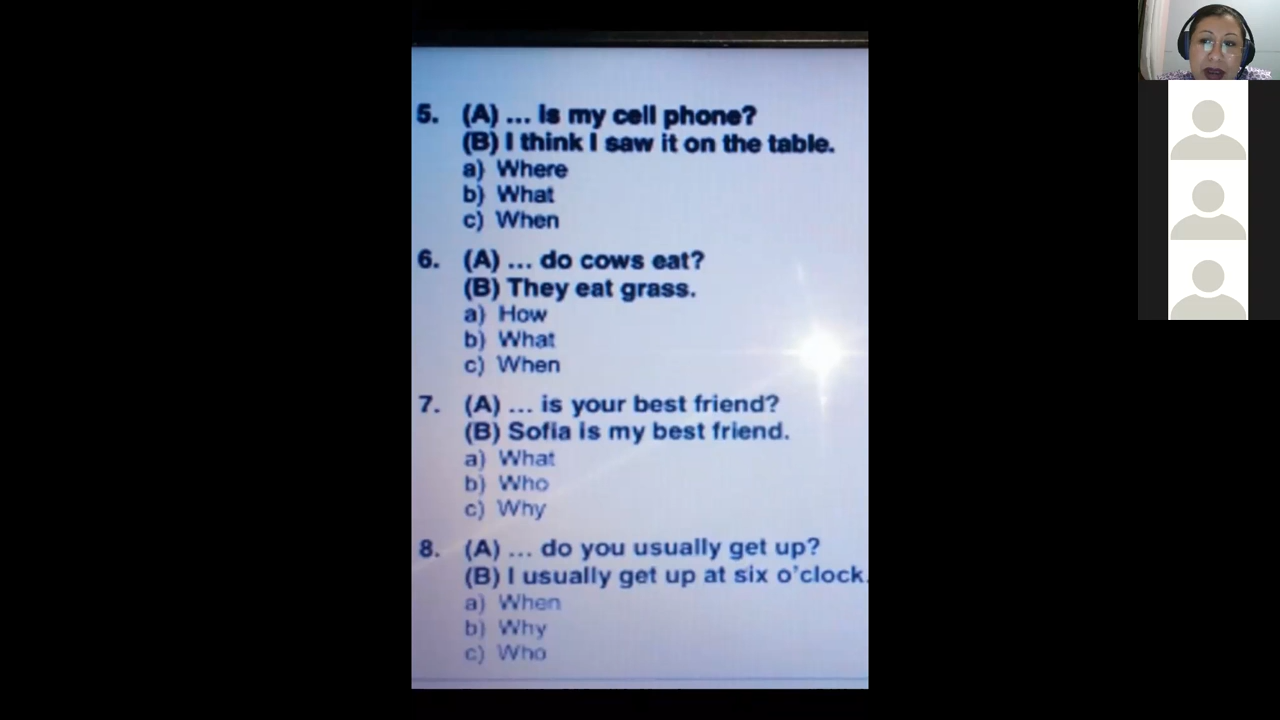 5. (A) ... is my cell phone?
(B) I think I saw it on the table.
a) Where
b) What
c) When
6. (A) ... do cows eat?
(B) They eat grass.
a) How
b) What
c) When
7. (A) ... is your best friend?
(B) Sofia is my best friend.
a) What
b) Who
c) Why
8. (A) ... do you usually get up?
(B) I usually get up at six o'clock.
a) When
b) Why
c) Who